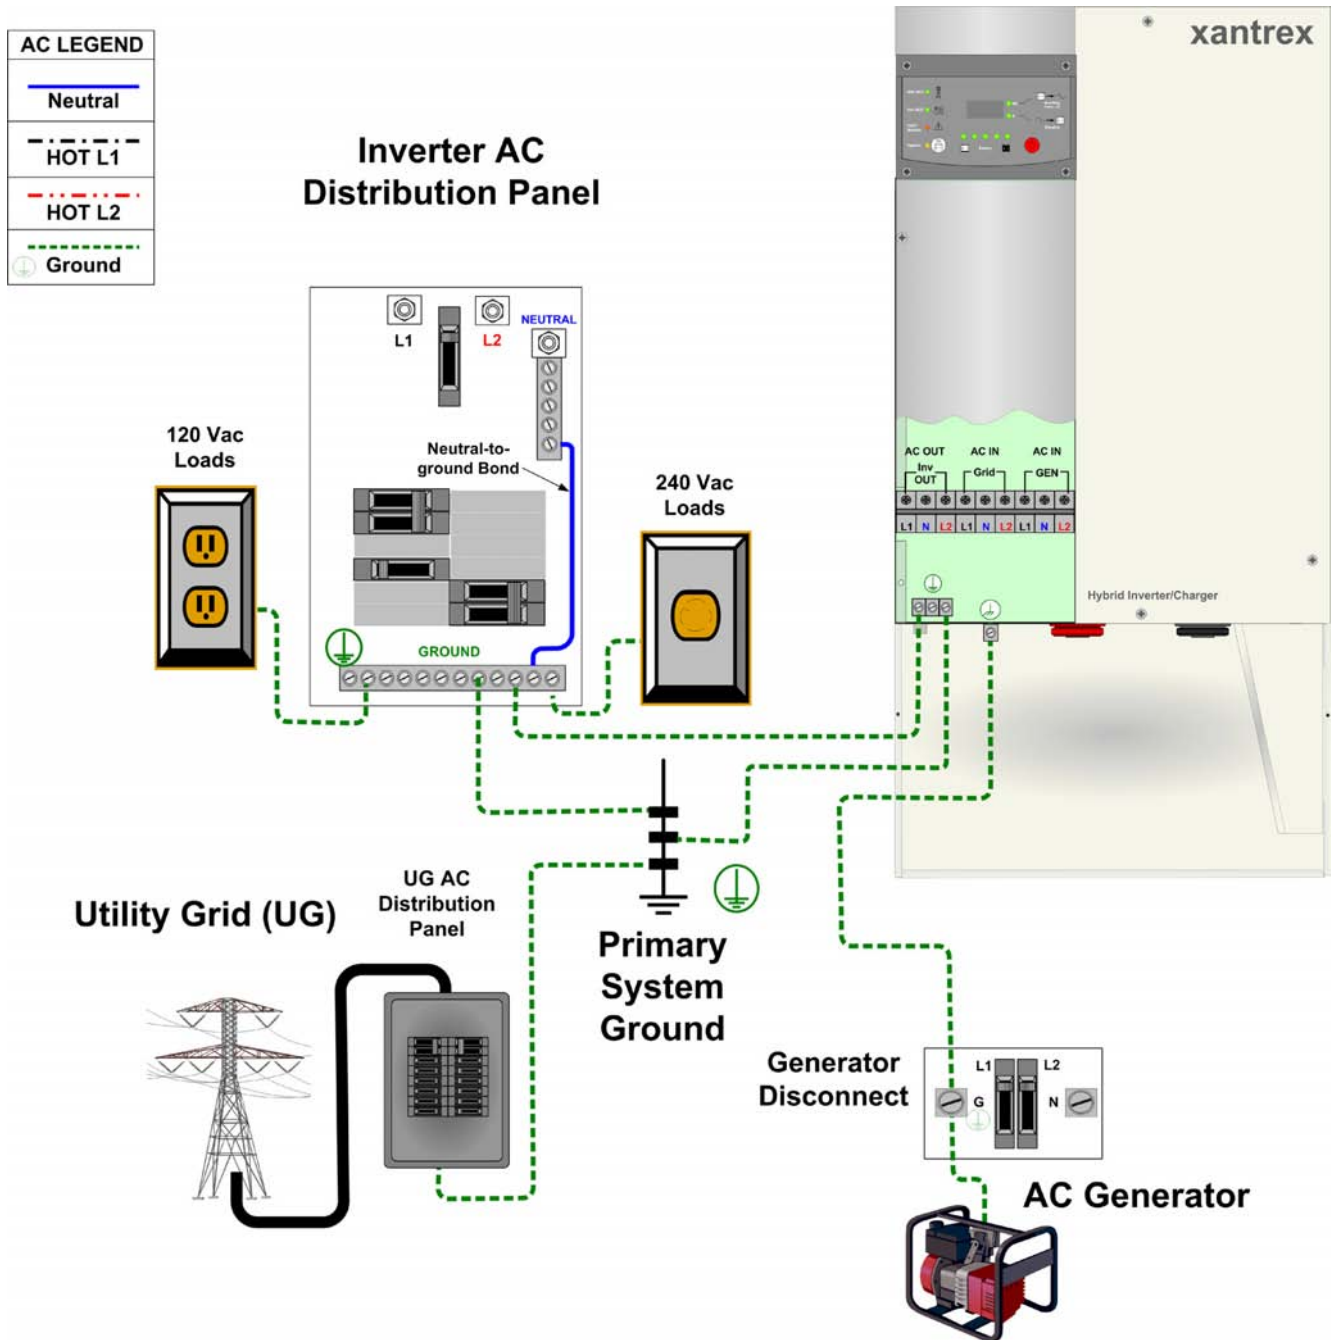 AC LEGEND
Neutral
HOT L1
HOT L2
Ground
xantrex
Inverter AC
Distribution Panel
L1
L2
NEUTRAL
120 Vac
Loads
Neutral-to-
ground Bond
240 Vac
Loads
GROUND
AC OUT AC IN AC IN
Inv
OUT
Grid
GEN
L1 N L2 L1 N L2 L1 N L2
Hybrid Inverter/Charger
Utility Grid (UG)
UG AC
Distribution
Panel
Primary
System
Ground
Generator
Disconnect
L1 L2
G N
AC Generator